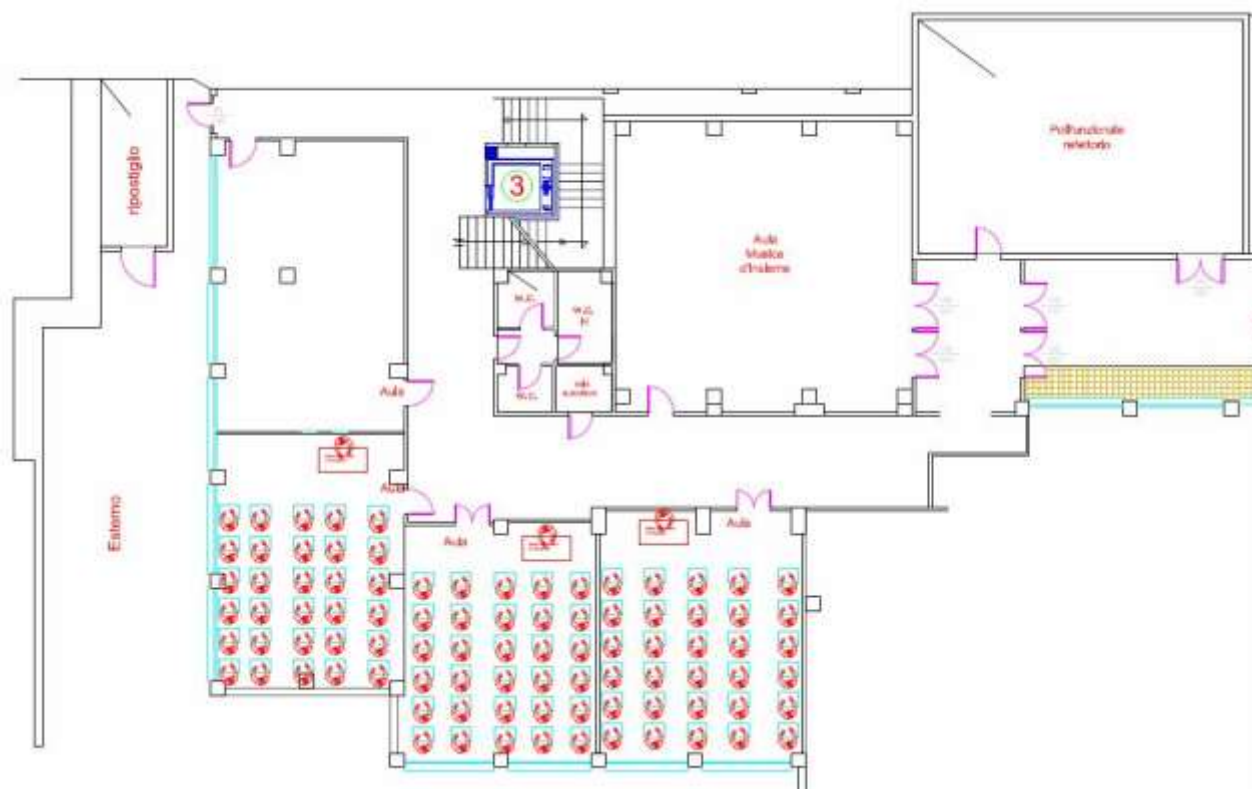 ripostiglio
3
Polifunzionale
refettorio
Aula
Musica
d'Insieme
w.c.
w.c.
H
w.c.
Aula
Aula
Aula
Aula
Esterno